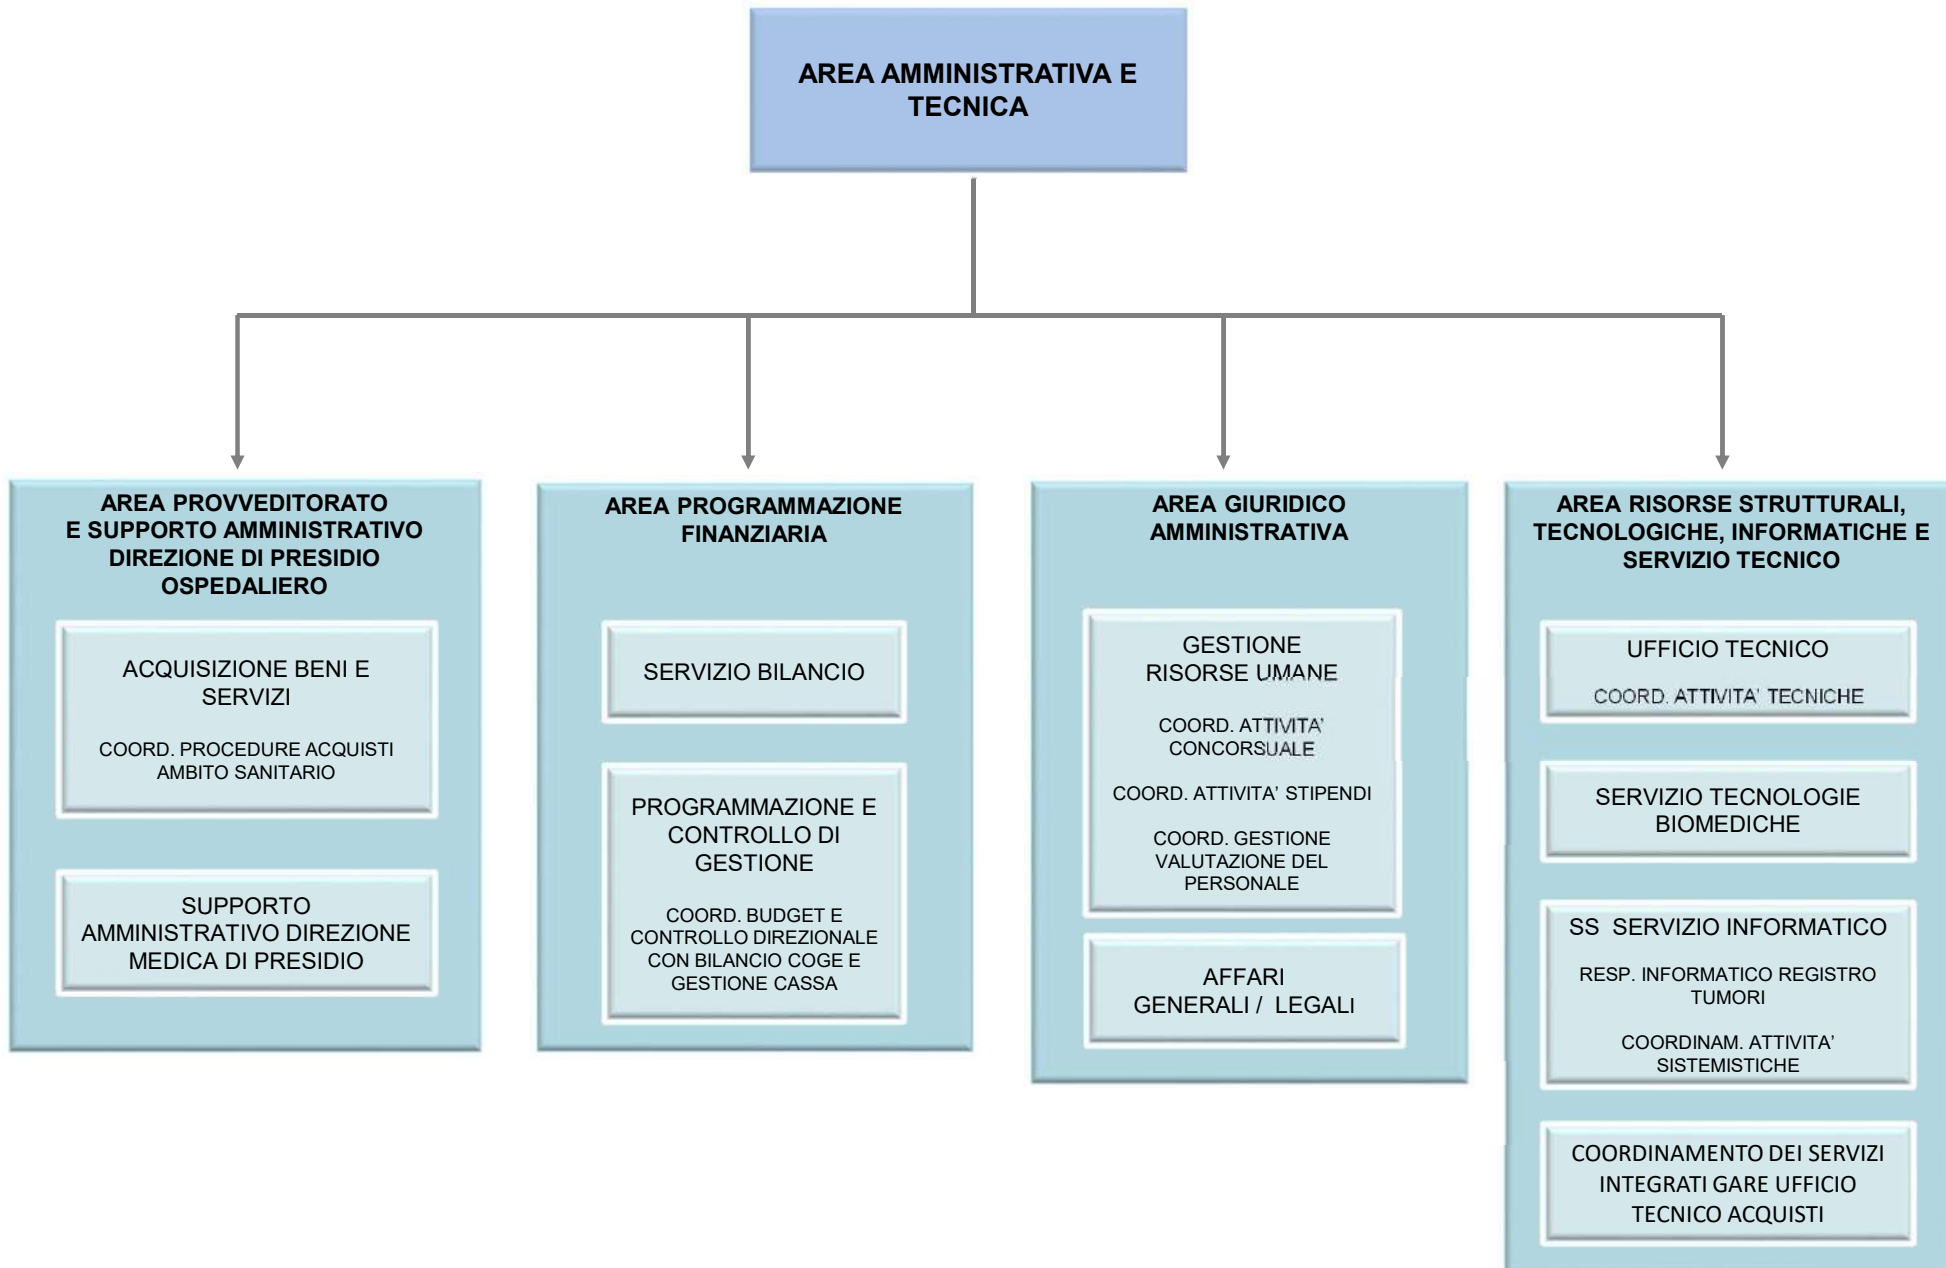 AREA AMMINISTRATIVA E
TECNICA
AREA PROVVEDITORATO
E SUPPORTO AMMINISTRATIVO
DIREZIONE DI PRESIDIO
OSPEDALIERO
ACQUISIZIONE BENI E
SERVIZI
COORD. PROCEDURE ACQUISTI
AMBITO SANITARIO
SUPPORTO
AMMINISTRATIVO DIREZIONE
MEDICA DI PRESIDIO
AREA PROGRAMMAZIONE
FINANZIARIA
SERVIZIO BILANCIO
PROGRAMMAZIONE E
CONTROLLO DI
GESTIONE
COORD. BUDGET E
CONTROLLO DIREZIONALE
CON BILANCIO COGE E
GESTIONE CASSA
AREA GIURIDICO
AMMINISTRATIVA
GESTIONE
RISORSE UMANE
COORD. ATTIVITA'
CONCORSUALE
COORD. ATTIVITA' STIPENDI
COORD. GESTIONE
VALUTAZIONE DEL
PERSONALE
AFFARI
GENERALI / LEGALI
AREA RISORSE STRUTTURALI,
TECNOLOGICHE, INFORMATICHE E
SERVIZIO TECNICO
UFFICIO TECNICO
COORD. ATTIVITA' TECNICHE
SERVIZIO TECNOLOGIE
BIOMEDICHE
SS SERVIZIO INFORMATICO
RESP. INFORMATICO REGISTRO
TUMORI
COORDINAM. ATTIVITA'
SISTEMISTICHE
COORDINAMENTO DEI SERVIZI
INTEGRATI GARE UFFICIO
TECNICO ACQUISTI